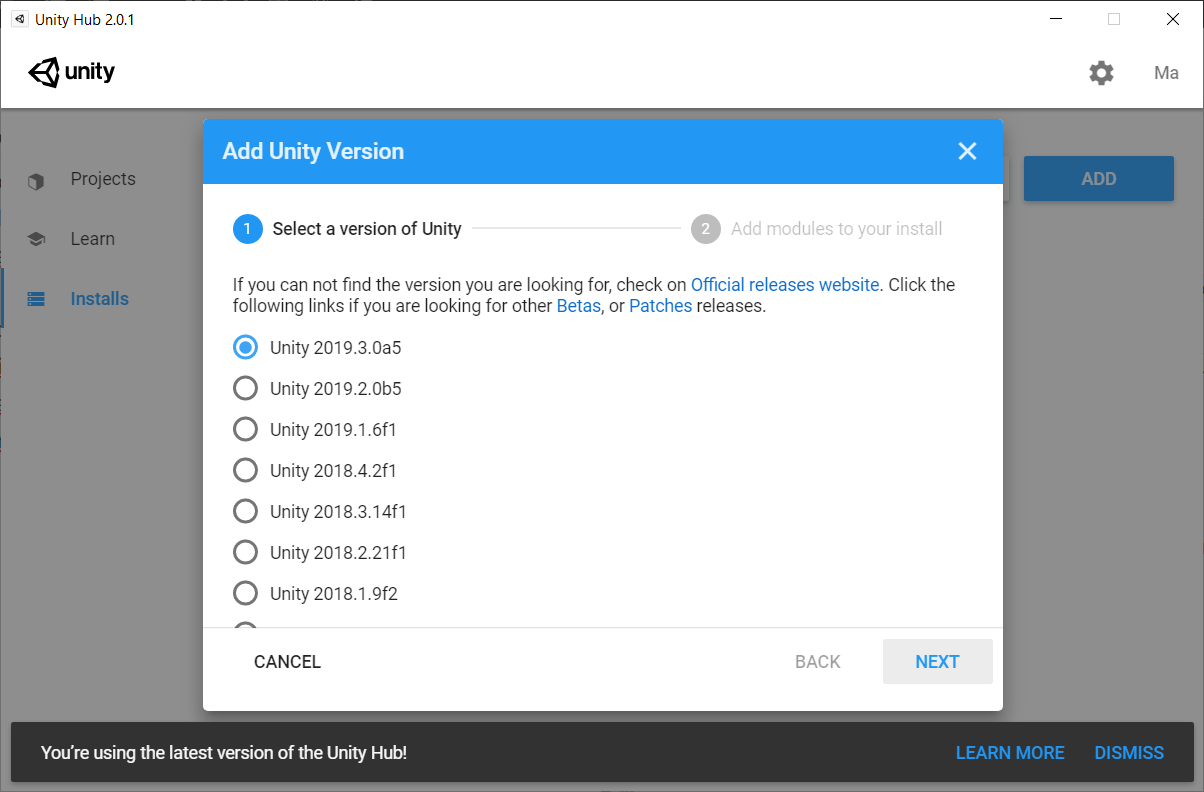 Unity Hub 2.0.1
unity
Ma
Projects
Learn
Installs
ADD
Add Unity Version
1 Select a version of Unity
2 Add modules to your install
If you can not find the version you are looking for, check on Official releases website. Click the
following links if you are looking for other Betas, or Patches releases.
Unity 2019.3.0a5
Unity 2019.2.0b5
Unity 2019.1.6f1
Unity 2018.4.2f1
Unity 2018.3.14f1
Unity 2018.2.21f1
Unity 2018.1.9f2
CANCEL
BACK
NEXT
You’re using the latest version of the Unity Hub!
LEARN MORE
DISMISS